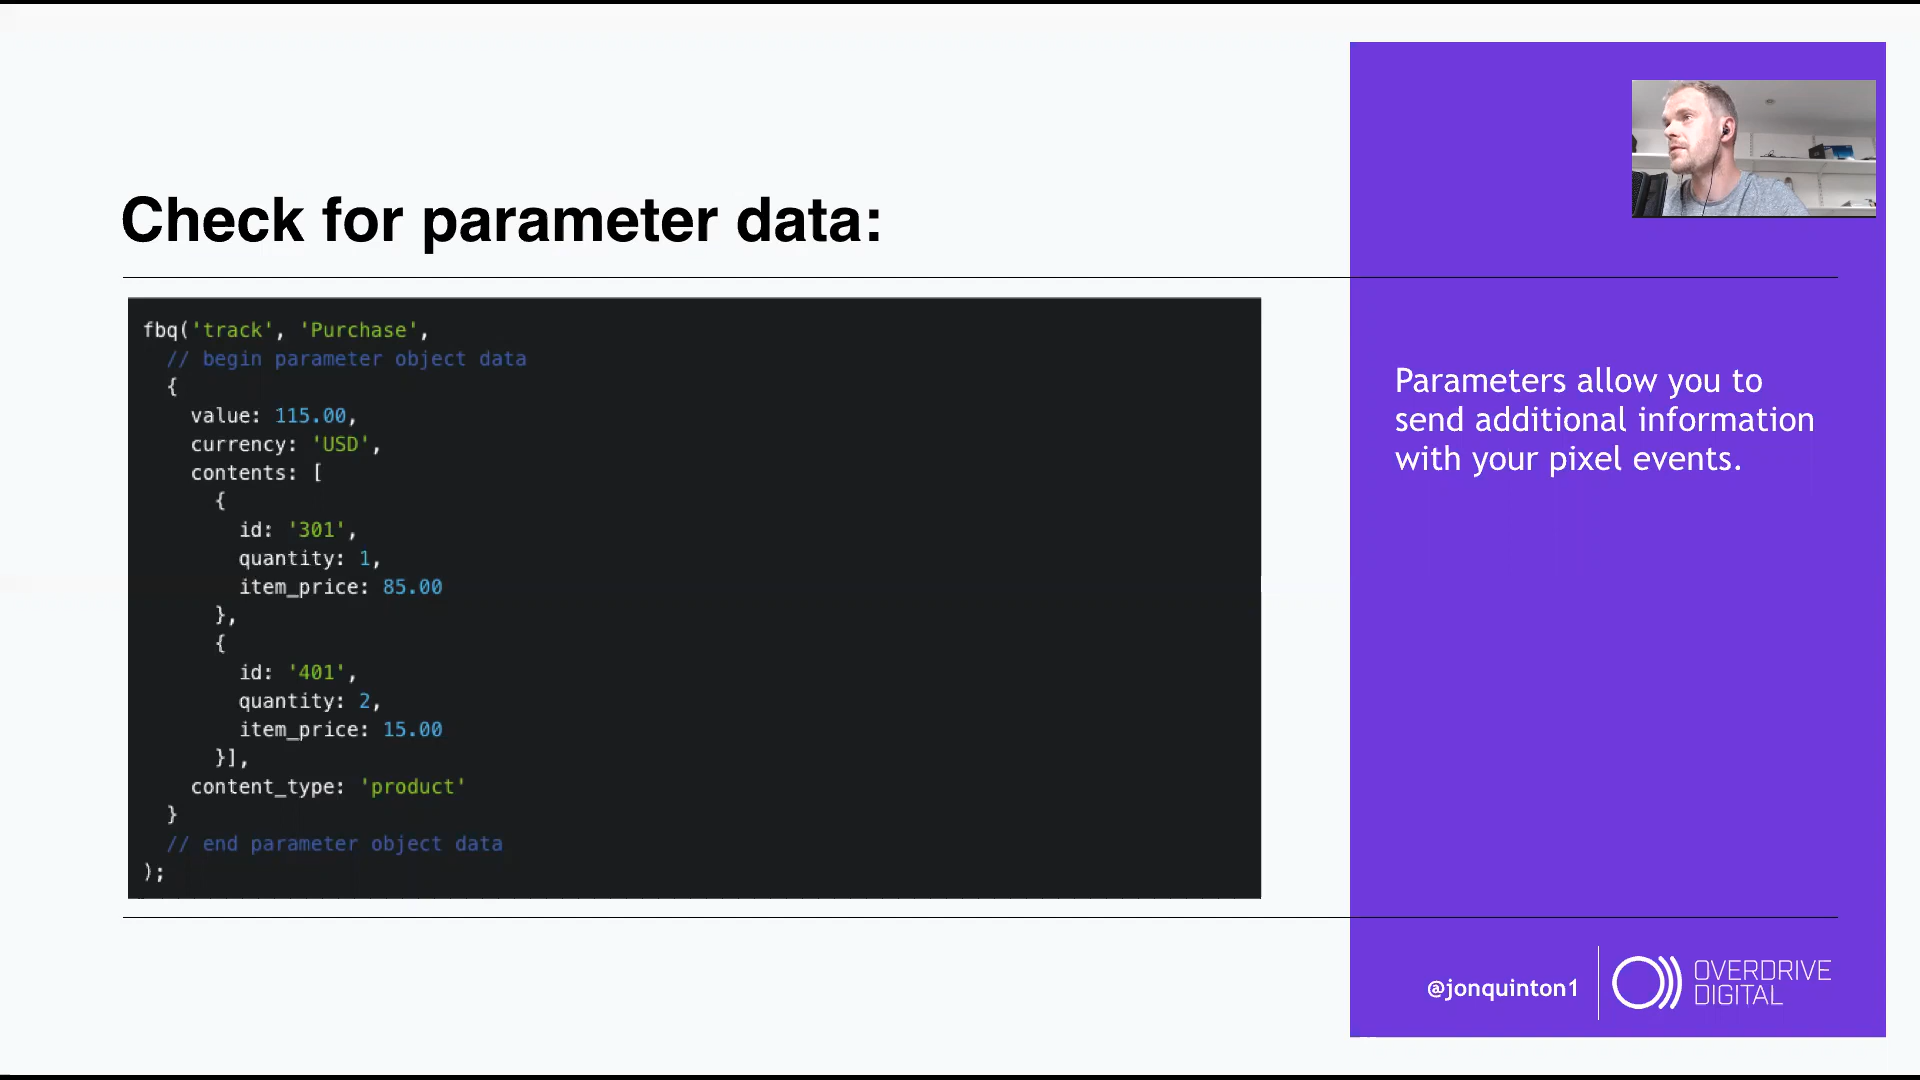 Check for parameter data:
fbq('track', 'Purchase',
// begin parameter object data
{
value: 115.00,
currency: 'USD',
contents: [
{
id: '301',
quantity: 1,
item_price: 85.00
},
{
id: '401',
quantity: 2,
item_price: 15.00
}],
content_type: 'product'
}
// end parameter object data
);
Parameters allow you to
send additional information
with your pixel events.
@jonquinton1
OVERDRIVE
DIGITAL